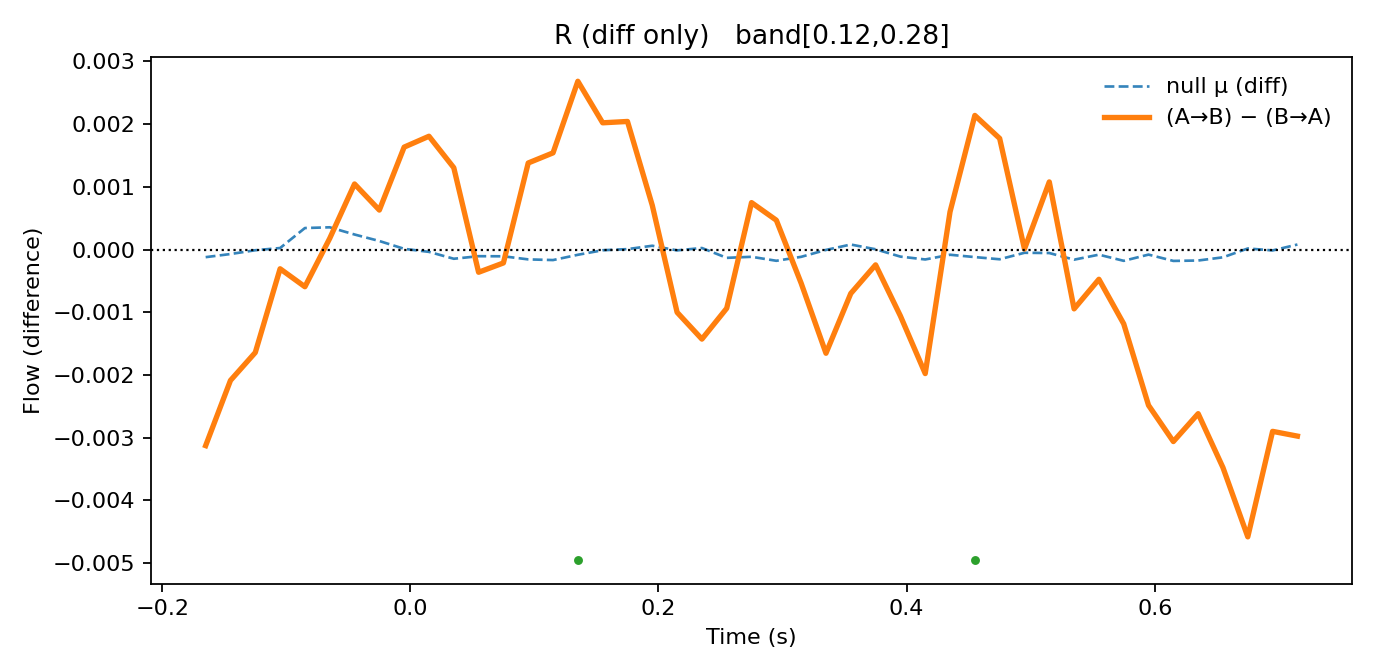 R (diff only)   band[0.12,0.28]
0.003
0.002
0.001
0.000
−0.001
−0.002
−0.003
−0.004
−0.005
Flow (difference)
null μ (diff)
(A→B) − (B→A)
−0.2
0.0
0.2
0.4
0.6
Time (s)